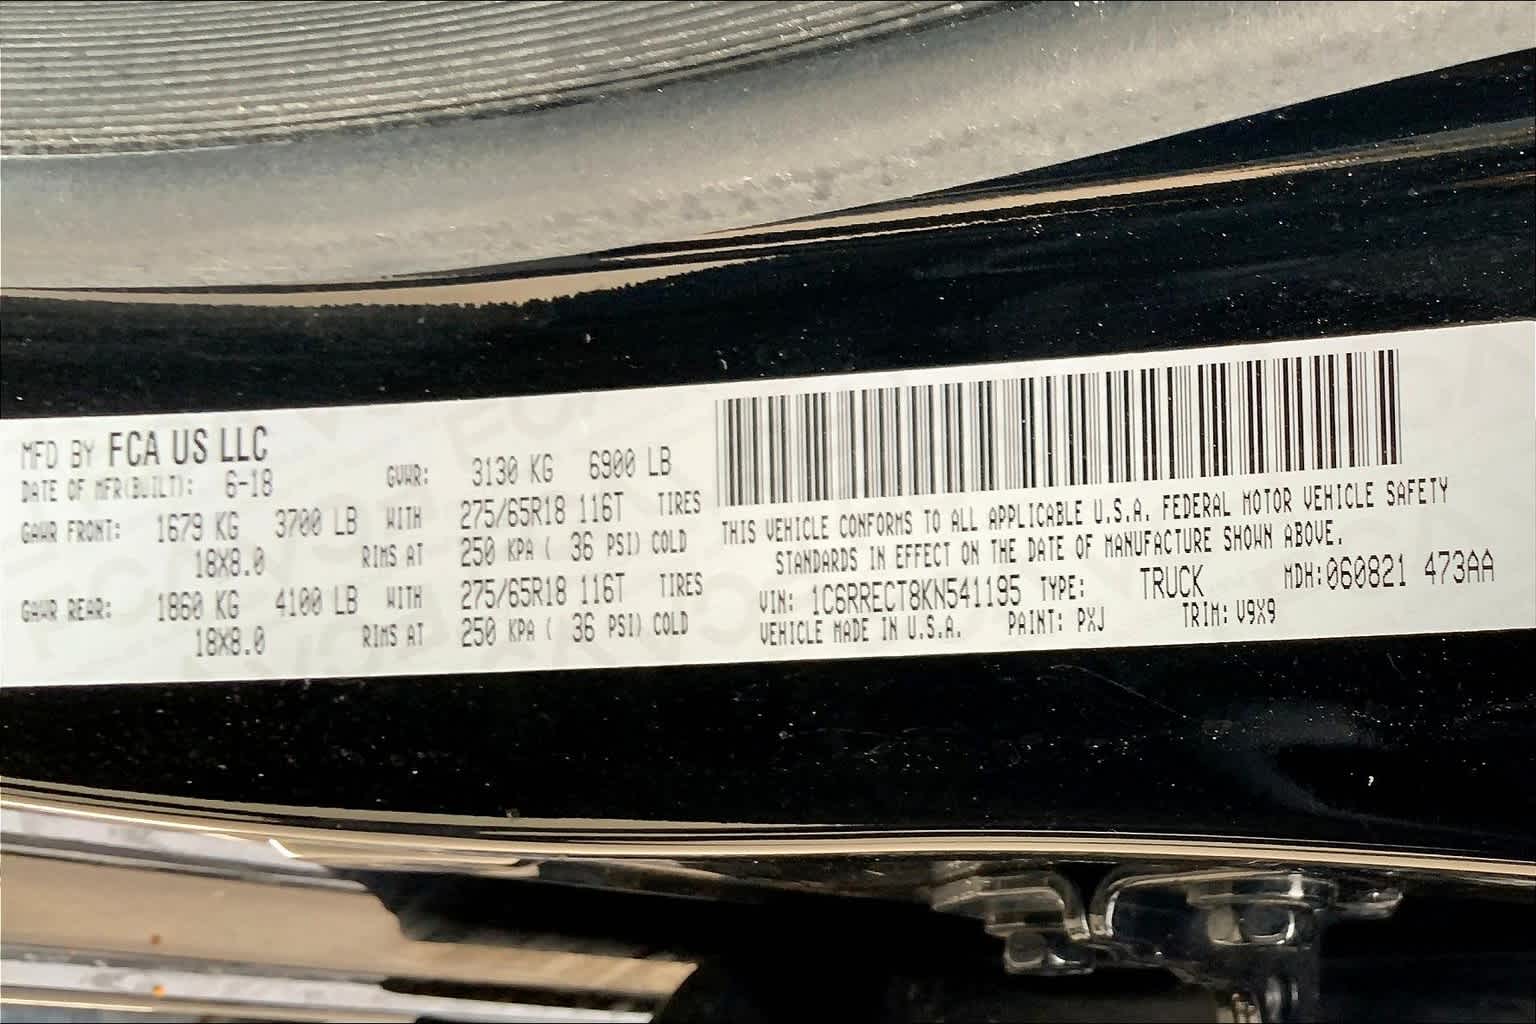 MFD BY FCA US LLC
DATE OF MFR(BUILT): 6-18
GVWR: 3130 KG 6900 LB
GAWR FRONT: 1679 KG 3700 LB WITH 275/65R18 116T TIRES
18X8.0 RIMS AT 250 KPA ( 36 PSI) COLD
GAWR REAR: 1860 KG 4100 LB WITH 275/65R18 116T TIRES
18X8.0 RIMS AT 250 KPA ( 36 PSI) COLD
THIS VEHICLE CONFORMS TO ALL APPLICABLE U.S.A. FEDERAL MOTOR VEHICLE SAFETY
STANDARDS IN EFFECT ON THE DATE OF MANUFACTURE SHOWN ABOVE.
VIN: 1C6RRECT8KN541195 TYPE: TRUCK MDH:060821 473AA
VEHICLE MADE IN U.S.A. PAINT: PXJ TRIM: V9X9